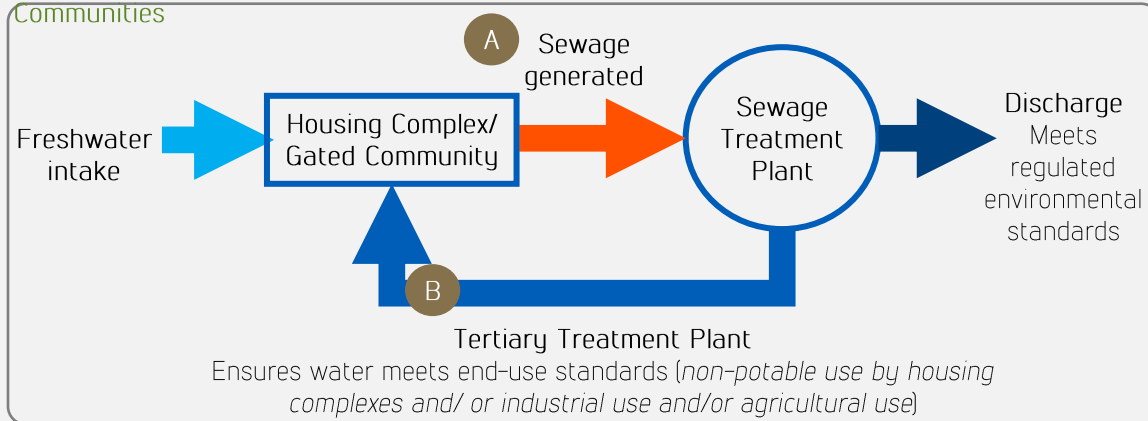 Communities
A
Sewage
generated
Freshwater
intake
Housing Complex/
Gated Community
Sewage
Treatment
Plant
Discharge
Meets
regulated
environmental
standards
B
Tertiary Treatment Plant
Ensures water meets end-use standards (non-potable use by housing
complexes and/ or industrial use and/or agricultural use)